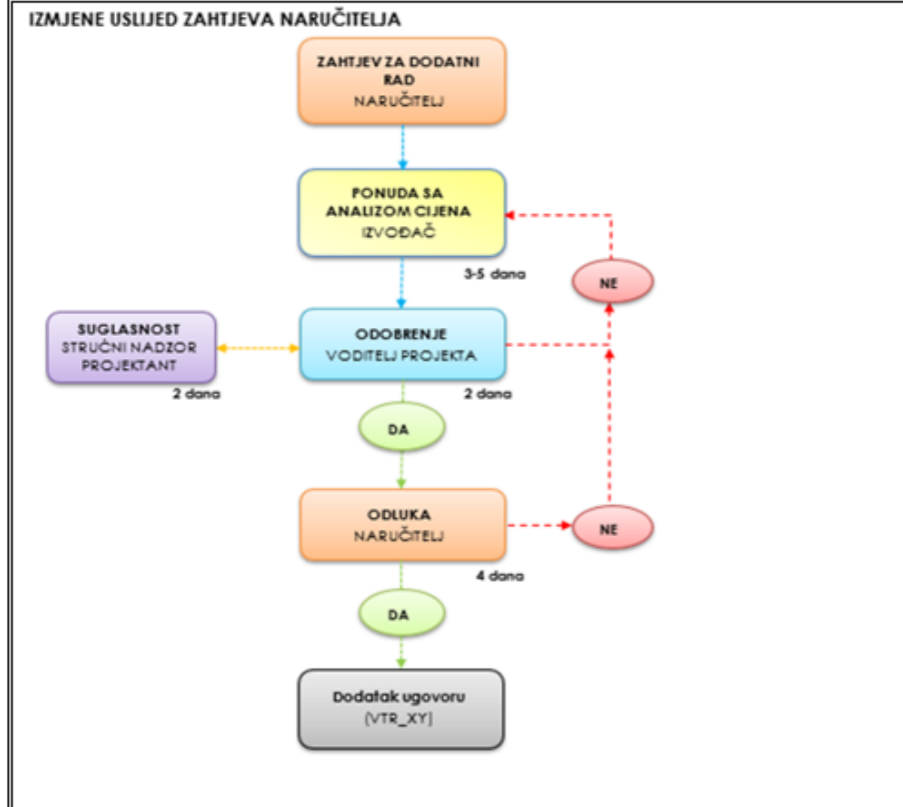 IZMJENE USLIJED ZAHTJEVA NARUČITELJA
ZAHTJEV ZA DODATNI
RAD
NARUČITELJ
PONUDA SA
ANALIZOM CIJENA
IZVOĐAČ
3-5 dana
NE
SUGLASNOST
STRUČNI NADZOR
PROJEKTANT
2 dana
ODOBRENJE
VODITELJ PROJEKTA
2 dana
DA
ODLUKA
NARUČITELJ
4 dana
NE
DA
Dodatak ugovoru
(VTR_XY)